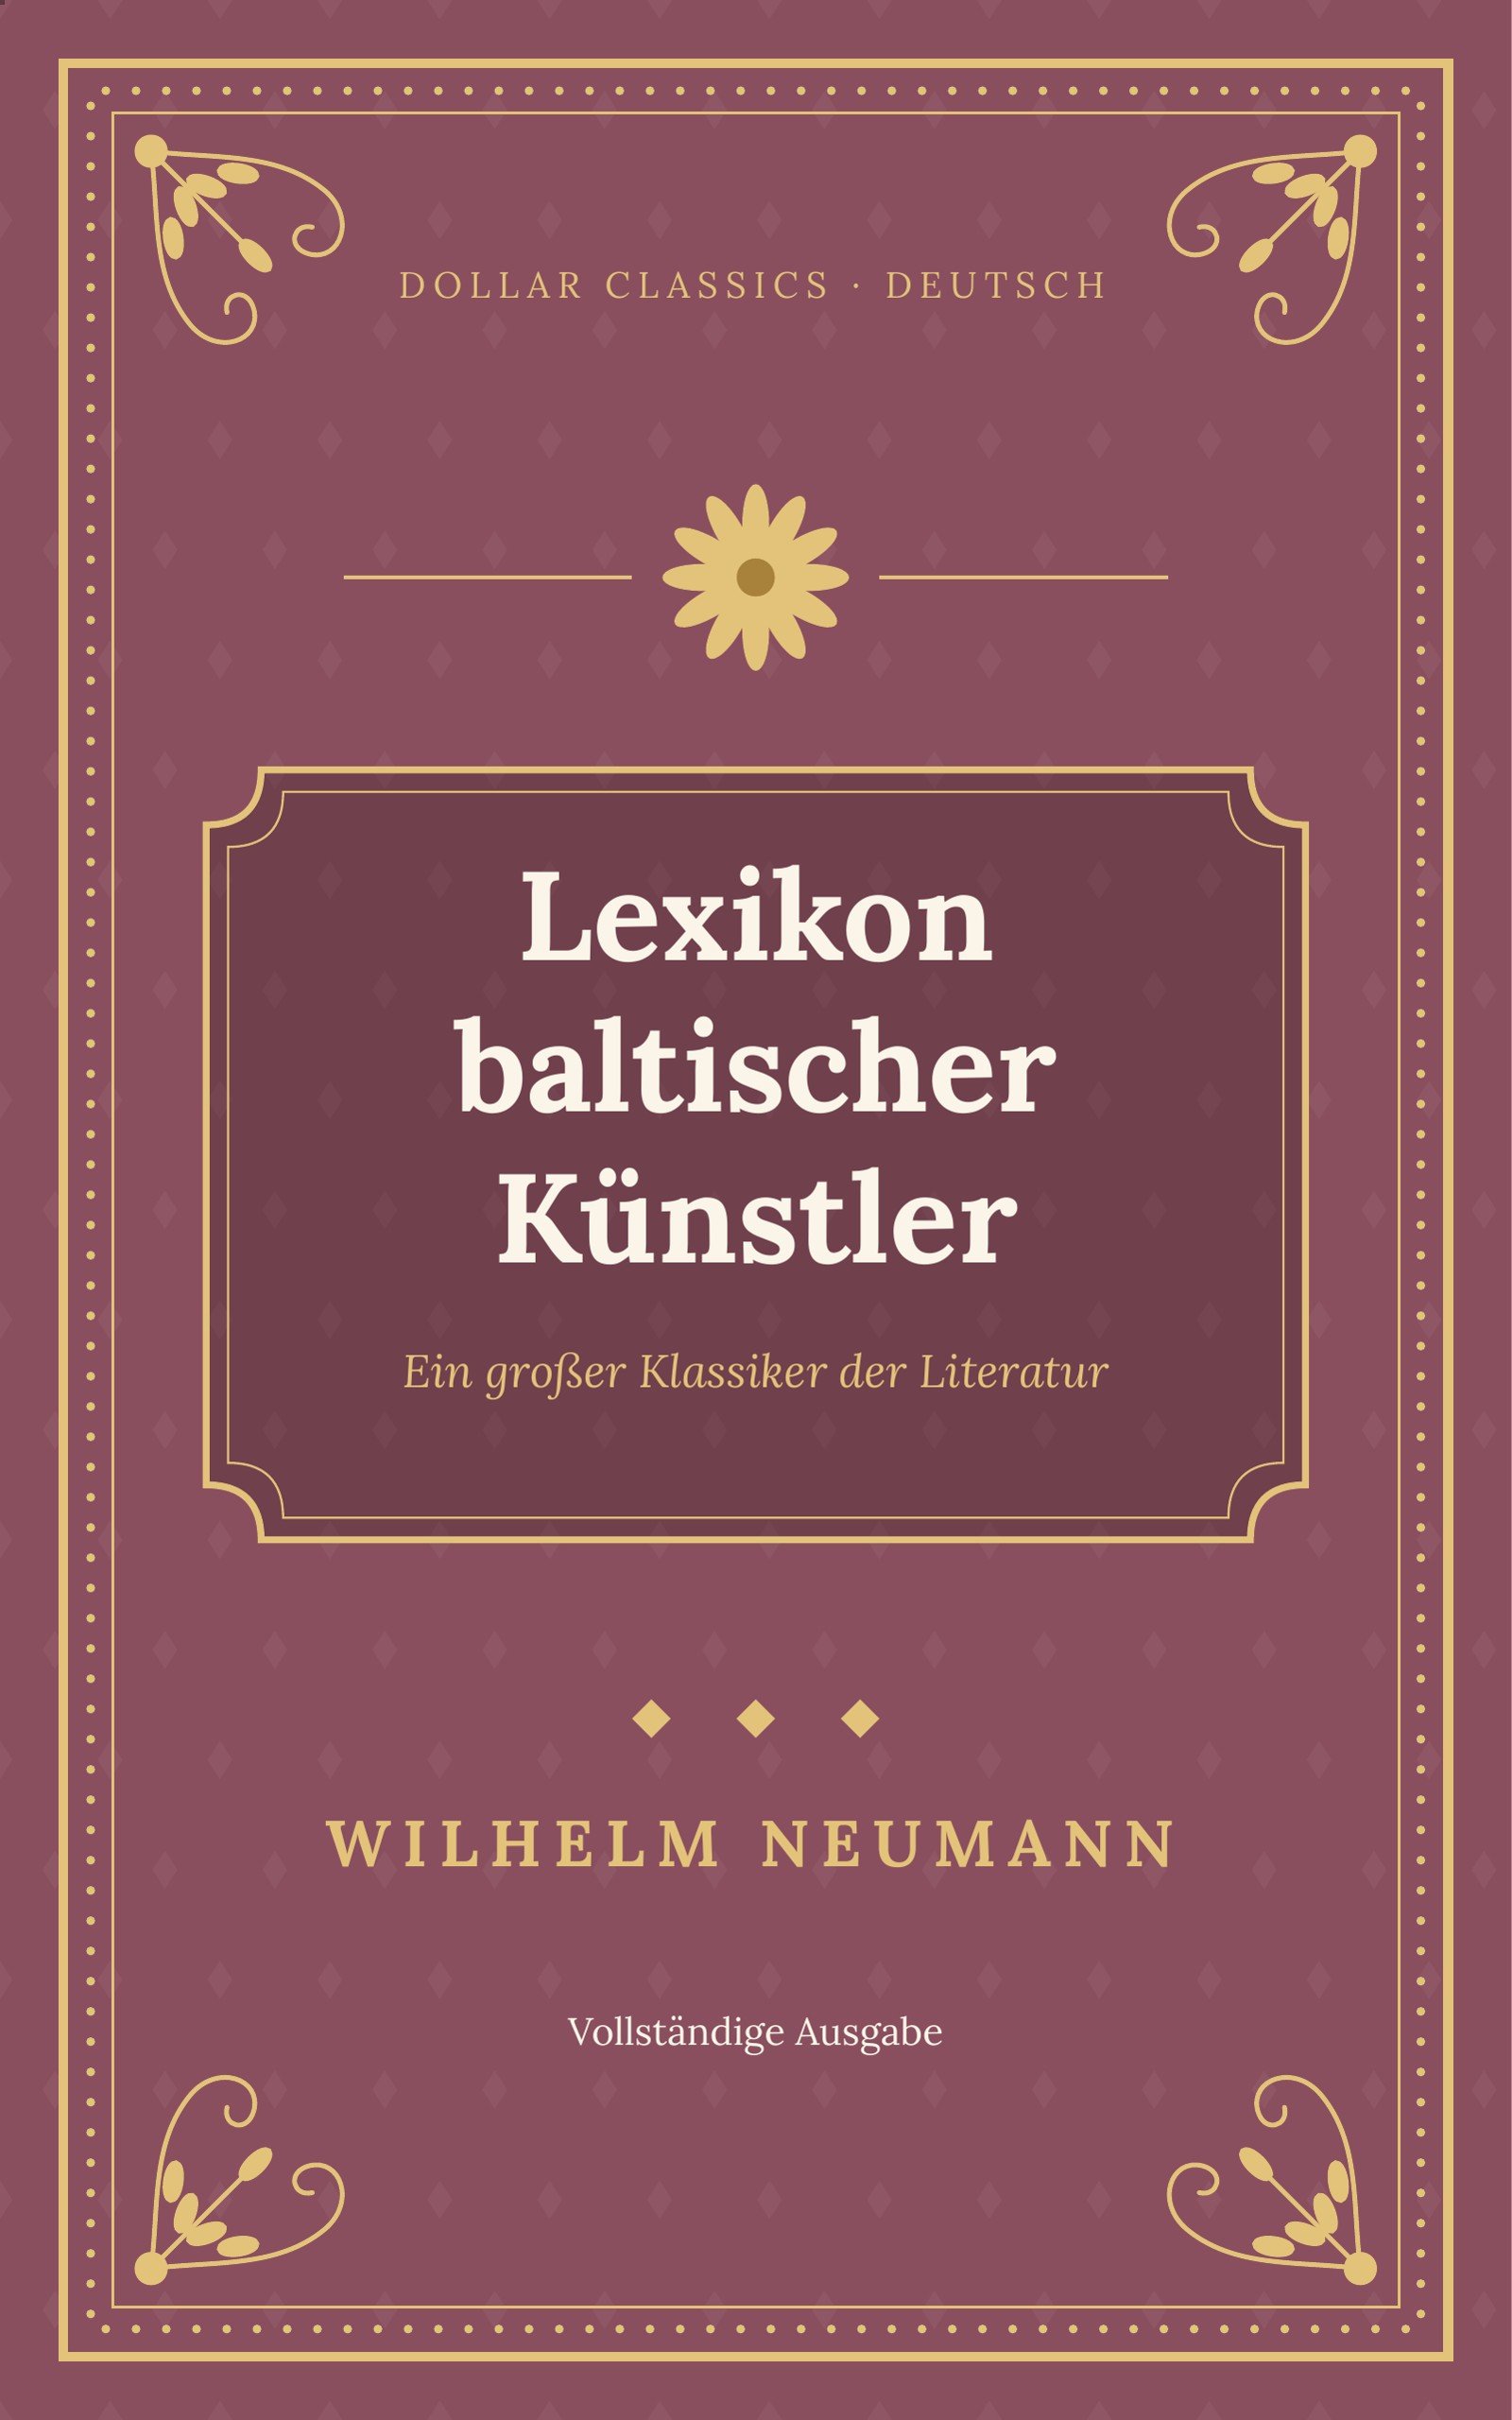 DOLLAR CLASSICS · DEUTSCH
Lexikon
baltischer
Künstler
Ein großer Klassiker der Literatur
WILHELM NEUMANN
Vollständige Ausgabe